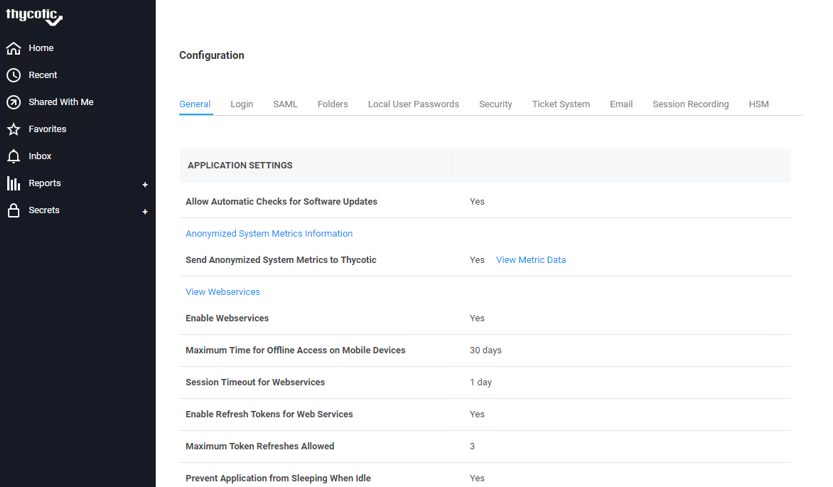 thycotic
Home
Recent
Shared With Me
Favorites
Inbox
Reports +
Secrets +
Configuration
General Login SAML Folders Local User Passwords Security Ticket System Email Session Recording HSM
APPLICATION SETTINGS
Allow Automatic Checks for Software Updates Yes
Anonymized System Metrics Information
Send Anonymized System Metrics to Thycotic Yes View Metric Data
View Webservices
Enable Webservices Yes
Maximum Time for Offline Access on Mobile Devices 30 days
Session Timeout for Webservices 1 day
Enable Refresh Tokens for Web Services Yes
Maximum Token Refreshes Allowed 3
Prevent Application from Sleeping When Idle Yes